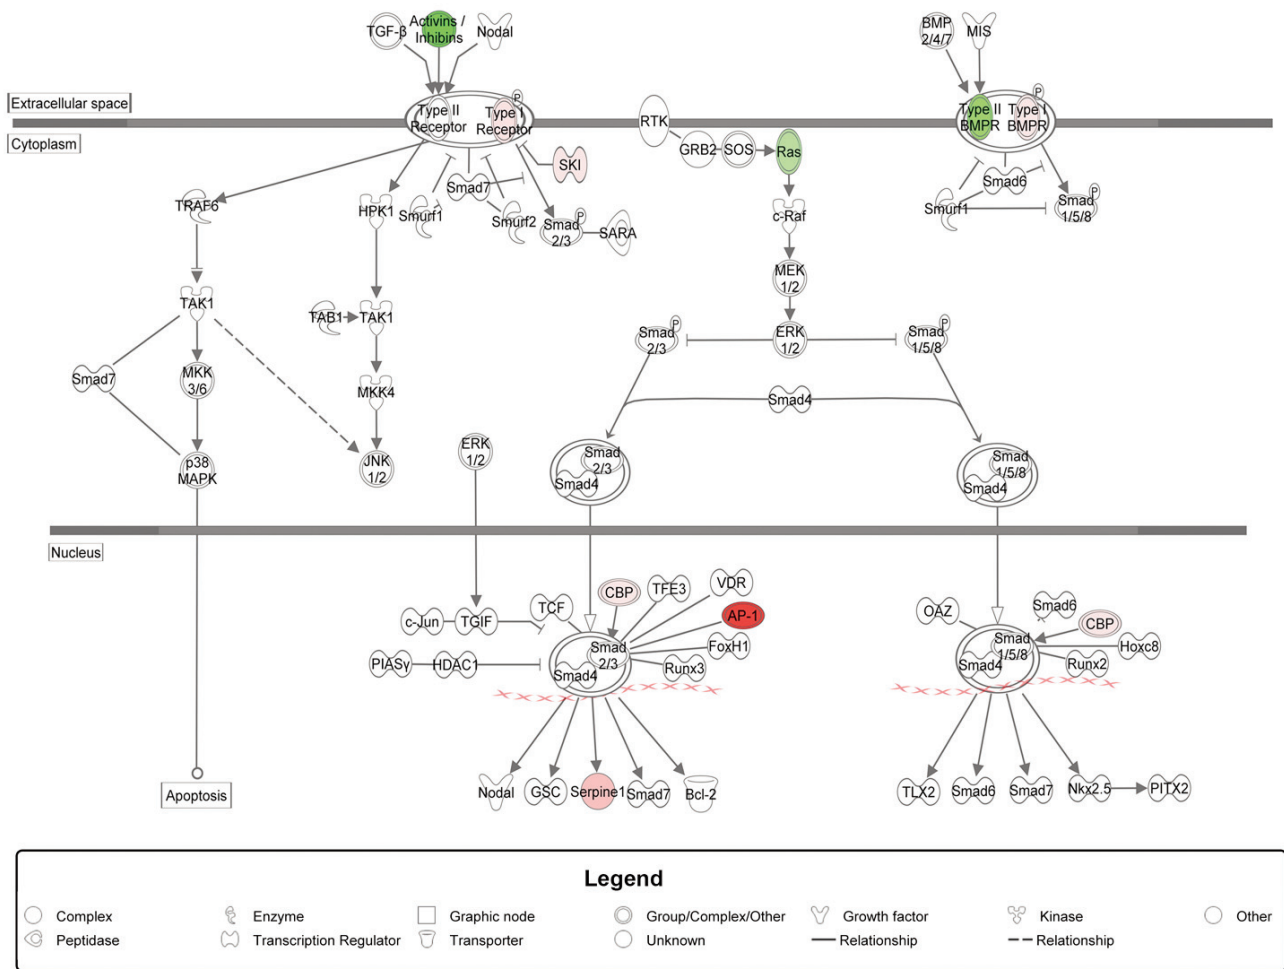 TGF-β
Activins /
Inhibins
Nodal
BMP
2/4/7
MIS
Extracellular space
Cytoplasm
Type II
Receptor
P
Type I
Receptor
RTK
GRB2
SOS
Ras
Type II
BMPR
P
Type I
BMPR
SKI
TRAF6
HPK1
Smurf1
Smad7
Smurf2
P
Smad
2/3
SARA
c-Raf
Smurf1
Smad6
P
Smad
1/5/8
MEK
1/2
TAK1
TAB1
TAK1
P
Smad
2/3
ERK
1/2
P
Smad
1/5/8
Smad7
MKK
3/6
MKK4
Smad4
p38
MAPK
JNK
1/2
ERK
1/2
Smad
2/3
Smad4
Smad
1/5/8
Smad4
Nucleus
c-Jun
TGIF
TCF
CBP
TFE3
VDR
AP-1
FoxH1
Runx3
PIASγ
HDAC1
Smad
2/3
Smad4
OAZ
Smad6
CBP
Hoxc8
Runx2
Smad
1/5/8
Smad4
Apoptosis
Nodal
GSC
Serpine1
Smad7
Bcl-2
TLX2
Smad6
Smad7
Nkx2.5
PITX2
Legend
Complex
Enzyme
Graphic node
Group/Complex/Other
Growth factor
Kinase
Other
Peptidase
Transcription Regulator
Transporter
Unknown
Relationship
Relationship